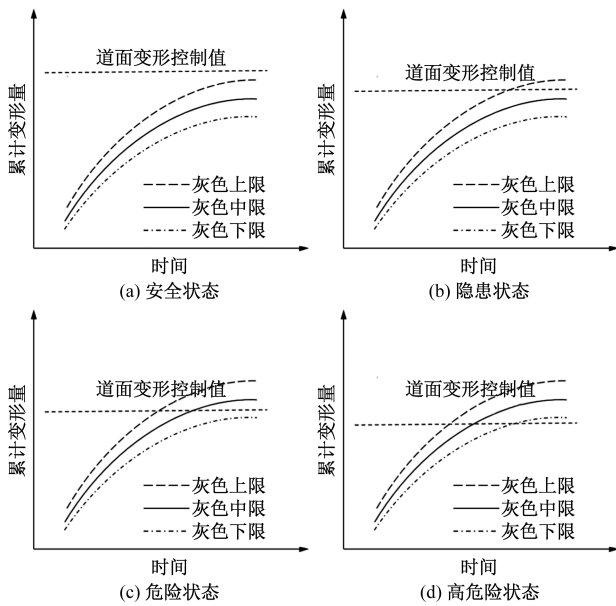 累计变形量
道面变形控制值
灰色上限
灰色中限
灰色下限
时间
(a) 安全状态
累计变形量
道面变形控制值
灰色上限
灰色中限
灰色下限
时间
(b) 隐患状态
累计变形量
道面变形控制值
灰色上限
灰色中限
灰色下限
时间
(c) 危险状态
累计变形量
道面变形控制值
灰色上限
灰色中限
灰色下限
时间
(d) 高危险状态